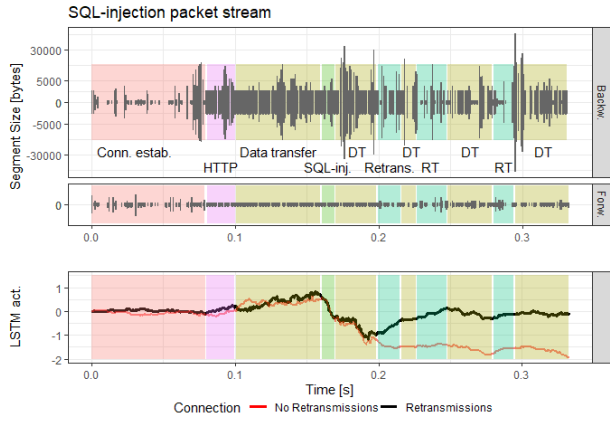 SQL-injection packet stream
Segment Size [bytes]
30000
5000
0
-5000
-30000
Backw.
Conn. estab.
Data transfer
DT
DT
DT
DT
HTTP
SQL-inj.
Retrans.
RT
RT
0
Forw.
0.0
0.1
0.2
0.3
LSTM act.
1
0
-1
-2
0.0
0.1
0.2
0.3
Time [s]
Connection
No Retransmissions
Retransmissions